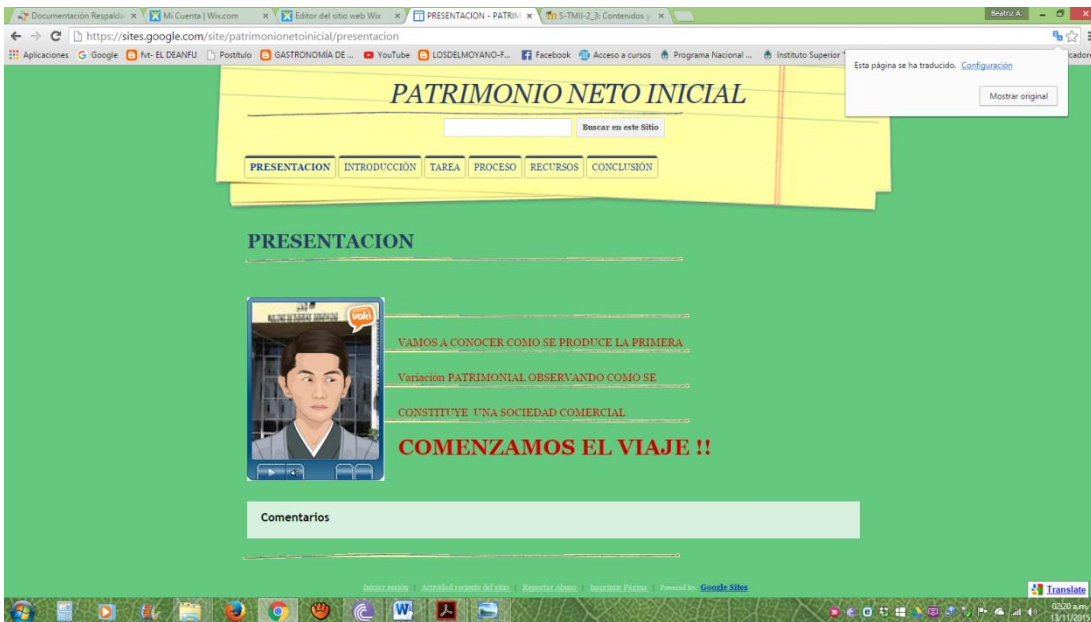 Documentación Respaldo
Mi Cuenta | Wix.com
Editor del sitio web Wix
PRESENTACION - PATRIM
S-TMII-2_3: Contenidos y
Beatriz A.
https://sites.google.com/site/patrimonionetoinicial/presentacion
Aplicaciones
Google
fvt- EL DEANFU
Postítulo
GASTRONOMÍA DE ...
YouTube
LOSDELMOYANO-F...
Facebook
Acceso a cursos
Programa Nacional ...
Instituto Superior
Esta página se ha traducido. Configuración
Mostrar original
PATRIMONIO NETO INICIAL
Buscar en este Sitio
PRESENTACION
INTRODUCCIÓN
TAREA
PROCESO
RECURSOS
CONCLUSIÓN
PRESENTACION
voki
VAMOS A CONOCER COMO SE PRODUCE LA PRIMERA
Variación PATRIMONIAL OBSERVANDO COMO SE
CONSTITUYE UNA SOCIEDAD COMERCIAL
COMENZAMOS EL VIAJE !!
Comentarios
Iniciar sesión | Actividad reciente del sitio | Reportar Abuso | Imprimir Página | Powered By Google Sites
Translate
02:20 a.m.
13/11/2015